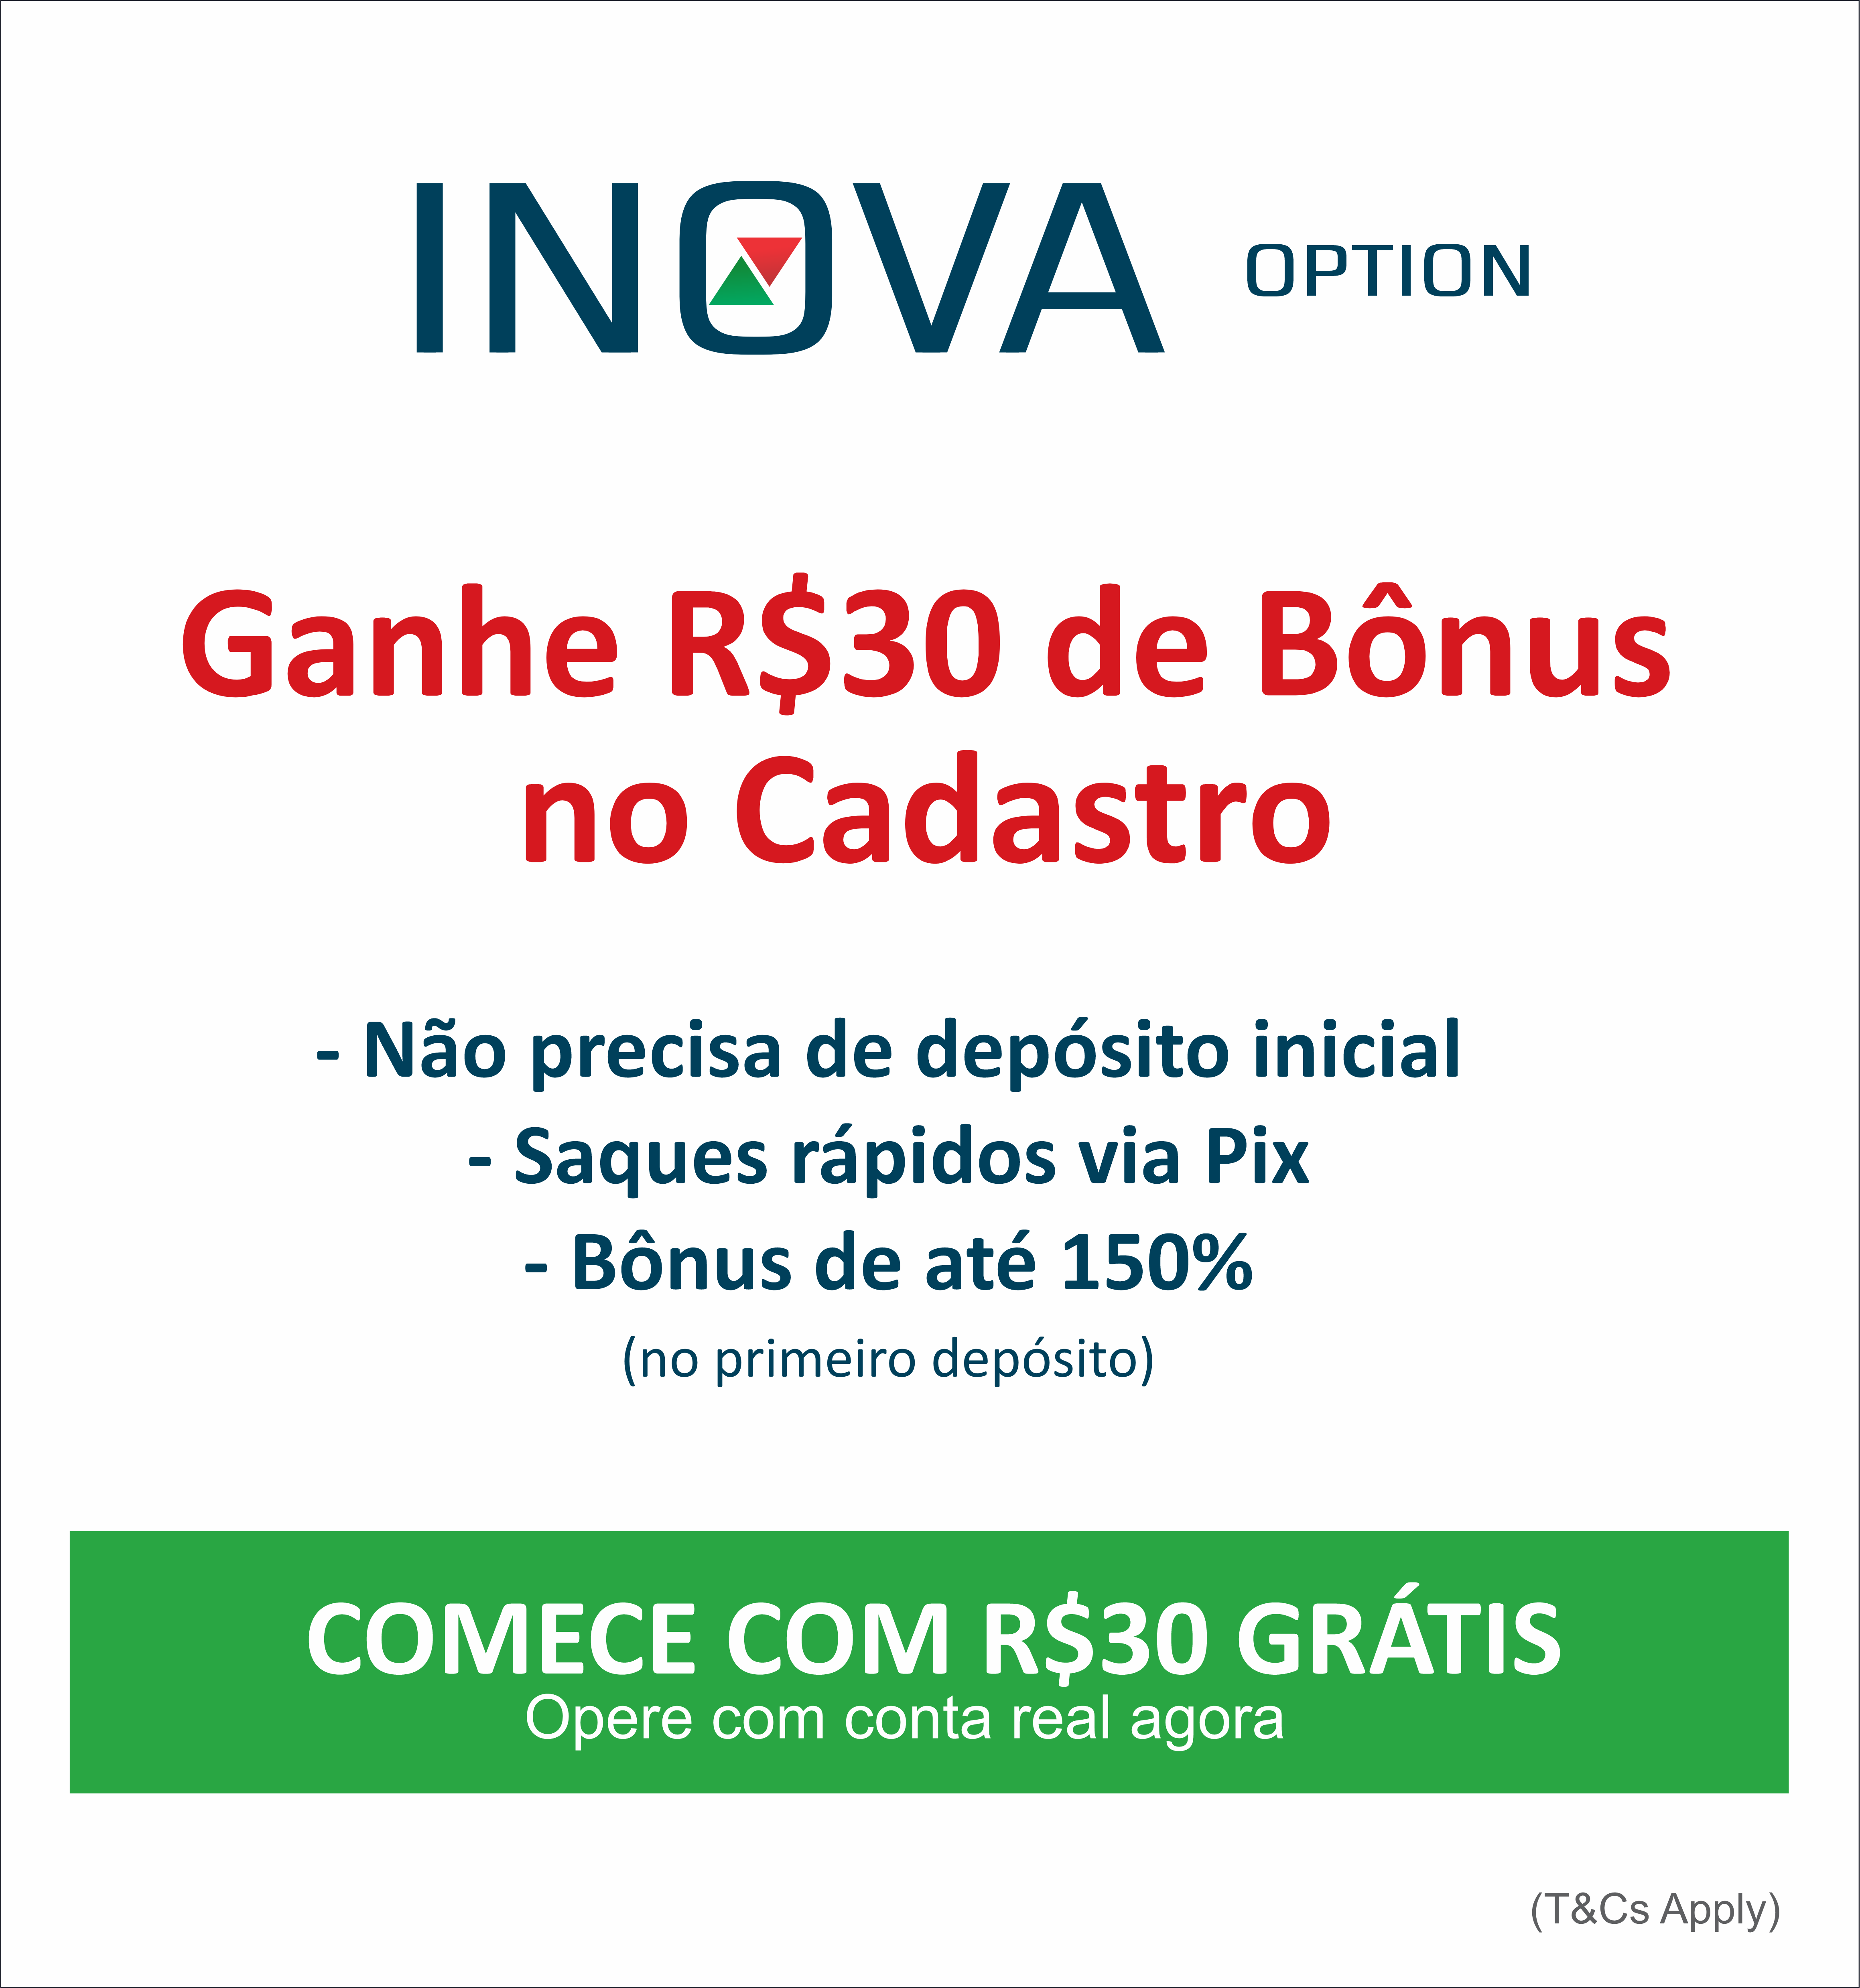 INOVA OPTION
Ganhe R$30 de Bônus
no Cadastro
- Não precisa de depósito inicial
- Saques rápidos via Pix
- Bônus de até 150%
(no primeiro depósito)
COMECE COM R$30 GRÁTIS
Opere com conta real agora
(T&Cs Apply)